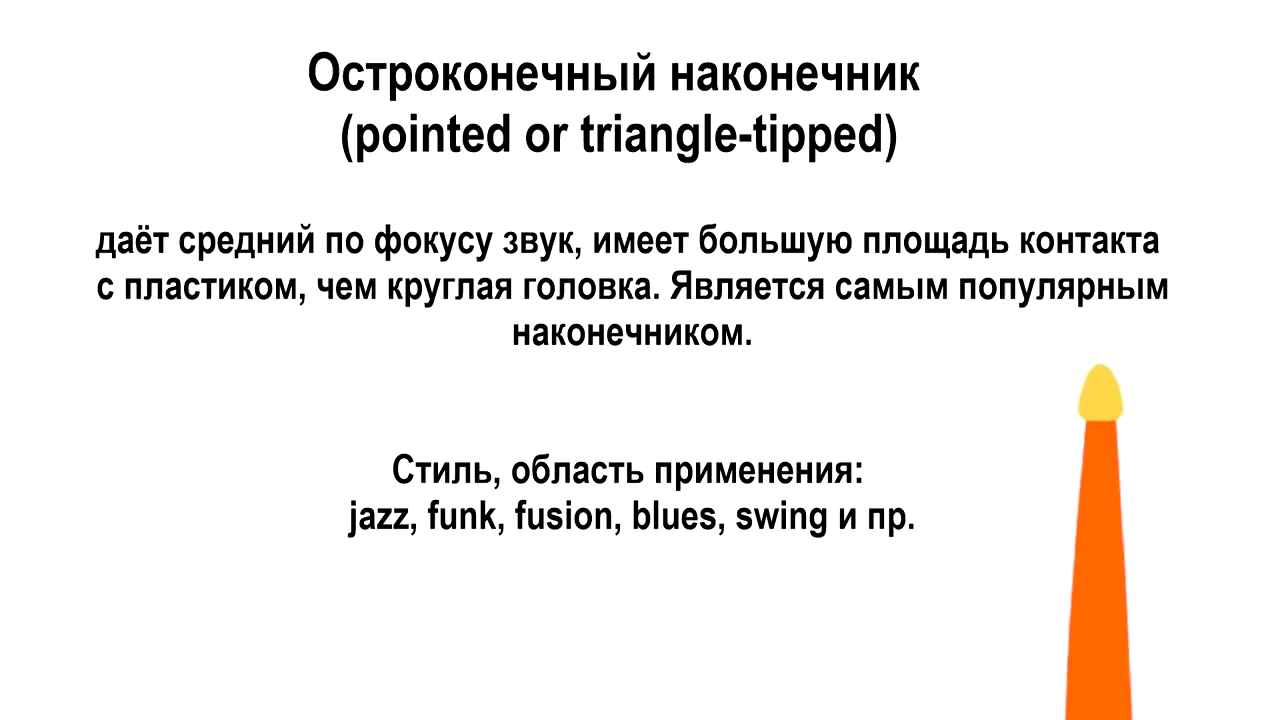 Остроконечный наконечник
(pointed or triangle-tipped)
даёт средний по фокусу звук, имеет большую площадь контакта
с пластиком, чем круглая головка. Является самым популярным
наконечником.
Стиль, область применения:
jazz, funk, fusion, blues, swing и пр.